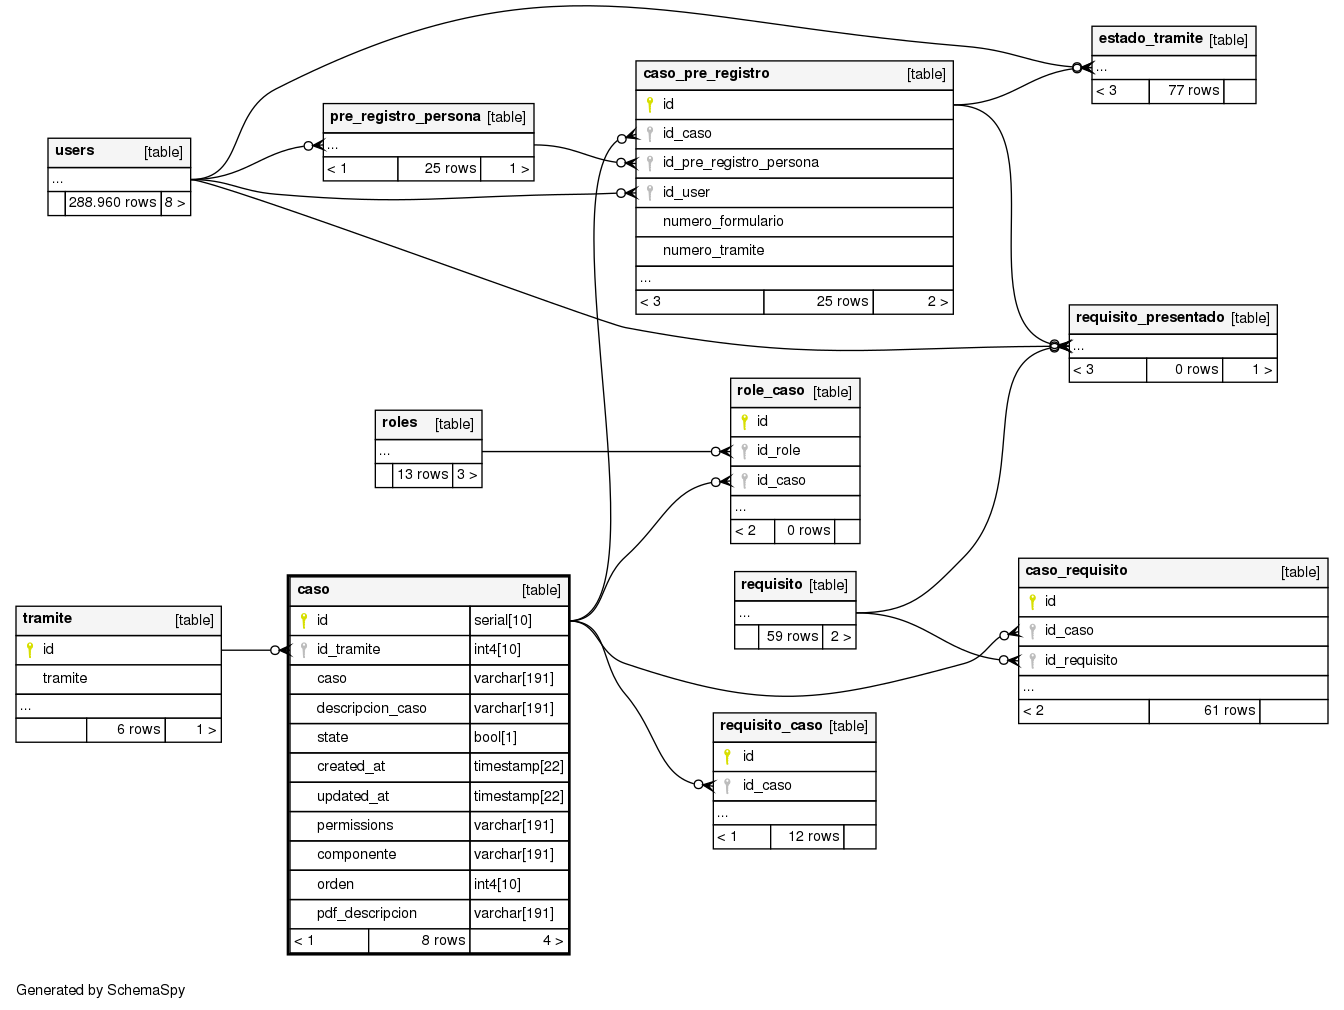 estado_tramite [table]
...
< 3 77 rows
caso_pre_registro [table]
id
id_caso
id_pre_registro_persona
id_user
numero_formulario
numero_tramite
...
< 3 25 rows 2 >
pre_registro_persona [table]
...
< 1 25 rows 1 >
users [table]
...
288.960 rows 8 >
requisito_presentado [table]
...
< 3 0 rows 1 >
role_caso [table]
id
id_role
id_caso
...
< 2 0 rows
roles [table]
...
13 rows 3 >
requisito [table]
...
59 rows 2 >
caso_requisito [table]
id
id_caso
id_requisito
...
< 2 61 rows
caso [table]
id serial[10]
id_tramite int4[10]
caso varchar[191]
descripcion_caso varchar[191]
state bool[1]
created_at timestamp[22]
updated_at timestamp[22]
permissions varchar[191]
componente varchar[191]
orden int4[10]
pdf_descripcion varchar[191]
< 1 8 rows 4 >
tramite [table]
id
tramite
...
6 rows 1 >
requisito_caso [table]
id
id_caso
...
< 1 12 rows
Generated by SchemaSpy